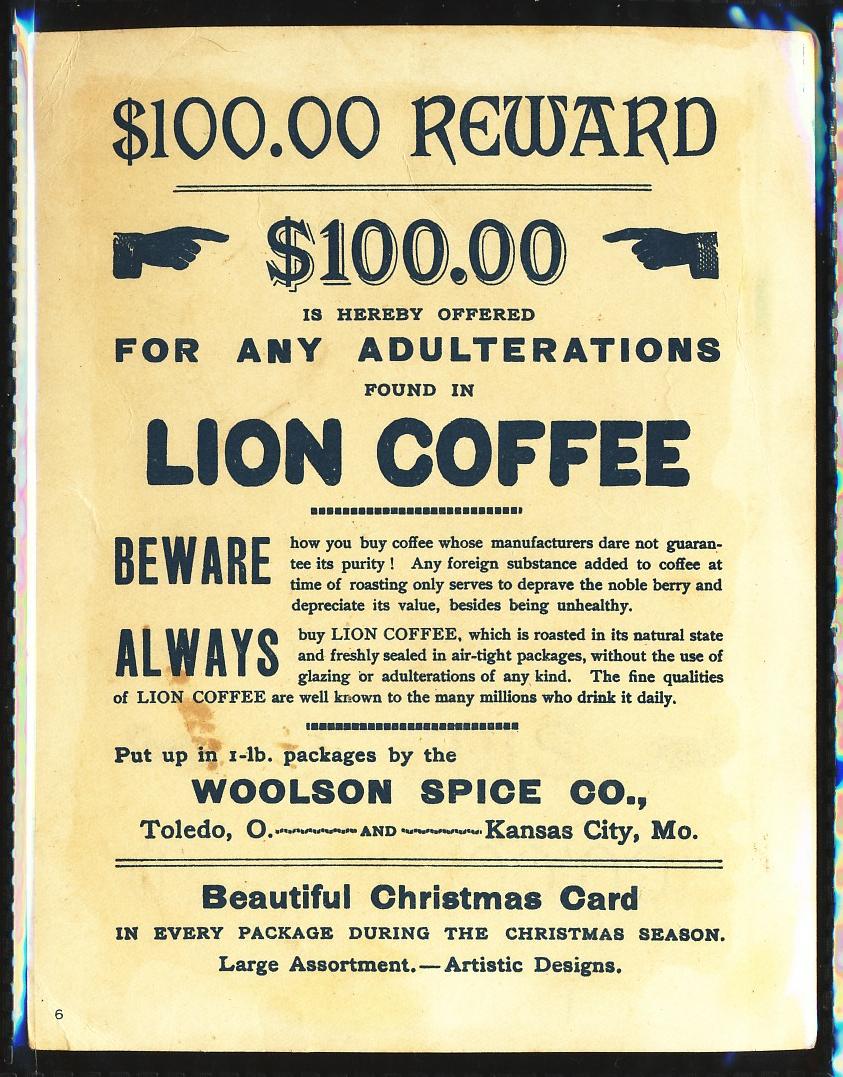 $100.00 REWARD
$100.00
IS HEREBY OFFERED
FOR ANY ADULTERATIONS
FOUND IN
LION COFFEE
BEWARE how you buy coffee whose manufacturers dare not guaran-
tee its purity! Any foreign substance added to coffee at
time of roasting only serves to deprave the noble berry and
depreciate its value, besides being unhealthy.
ALWAYS buy LION COFFEE, which is roasted in its natural state
and freshly sealed in air-tight packages, without the use of
glazing or adulterations of any kind. The fine qualities
of LION COFFEE are well known to the many millions who drink it daily.
Put up in 1-lb. packages by the
WOOLSON SPICE CO.,
Toledo, O. AND Kansas City, Mo.
Beautiful Christmas Card
IN EVERY PACKAGE DURING THE CHRISTMAS SEASON.
Large Assortment.—Artistic Designs.
6